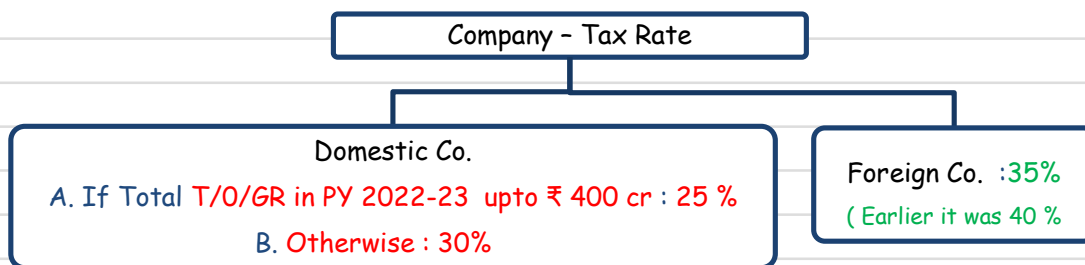 Company – Tax Rate
Domestic Co.
A. If Total T/O/GR in PY 2022-23 upto ₹ 400 cr : 25 %
B. Otherwise : 30%
Foreign Co. :35%
( Earlier it was 40 %